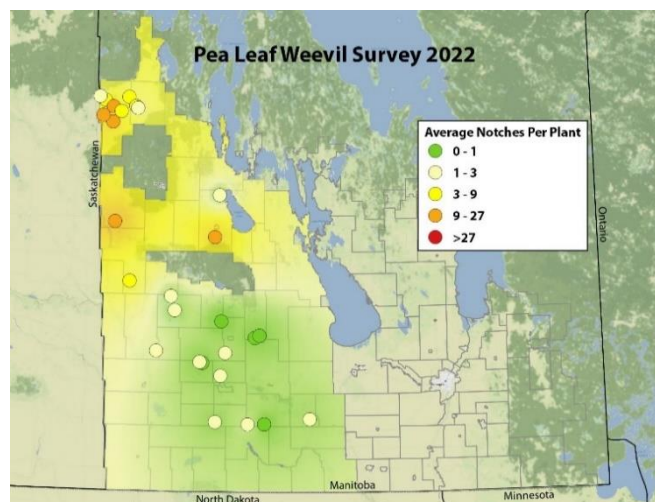 Pea Leaf Weevil Survey 2022
Average Notches Per Plant
0 - 1
1 - 3
3 - 9
9 - 27
>27
Saskatchewan
Ontario
Manitoba
North Dakota
Minnesota